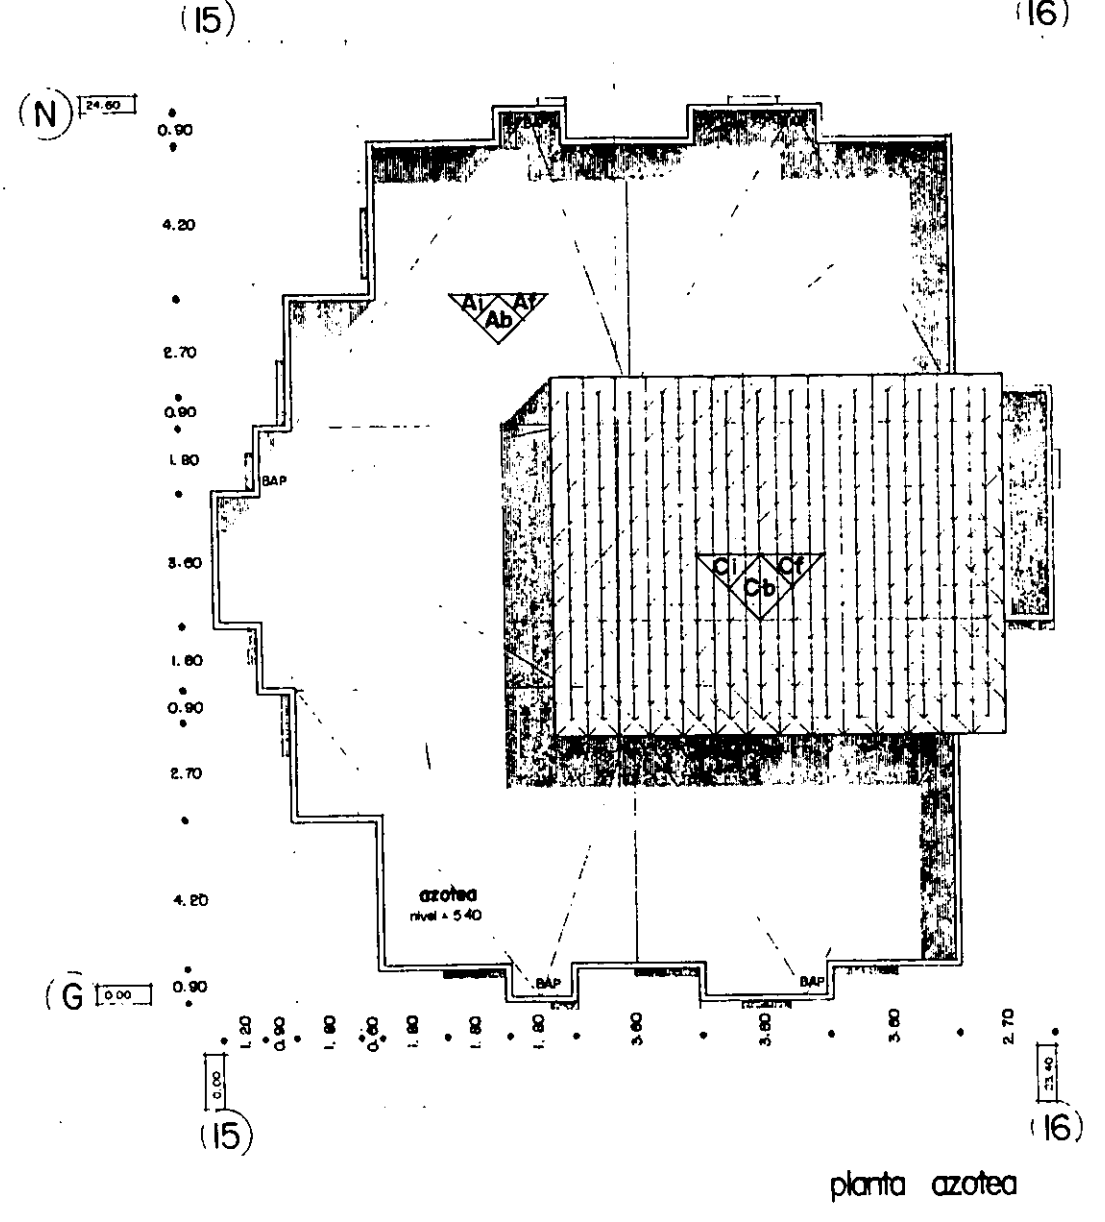 (15) (16)
(N) 24.60
0.90
4.20
Ai Af
Ab
2.70
0.90
1.80
BAP
3.60
Ci Cf
Cb
1.80
0.90
2.70
4.20
azotea
nivel + 5.40
BAP BAP
(G) 0.00 0.90
1.20 0.90 1.80 0.60 1.80 1.80 1.80 3.60 3.60 3.60 2.70
0.00 23.40
(15) (16)
planta azotea